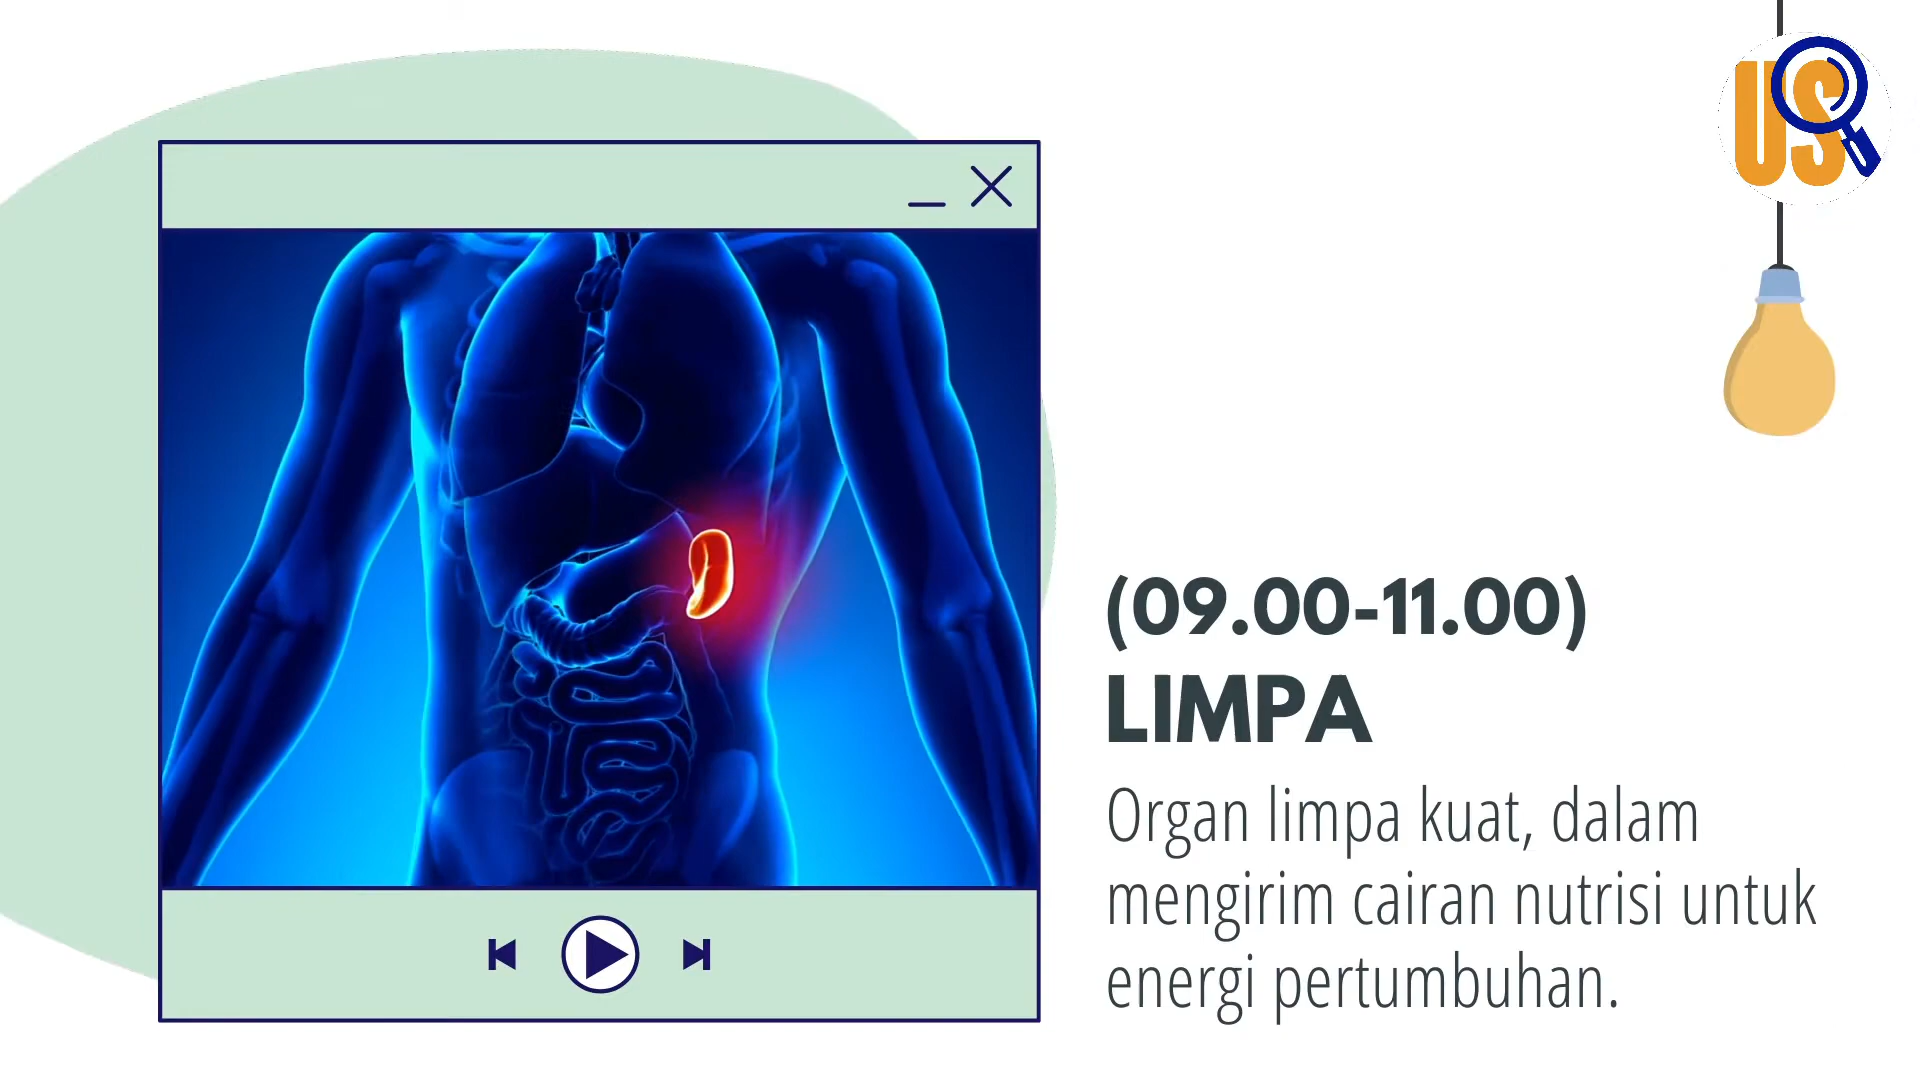 US
(09.00-11.00)
LIMPA
Organ limpa kuat, dalam
mengirim cairan nutrisi untuk
energi pertumbuhan.